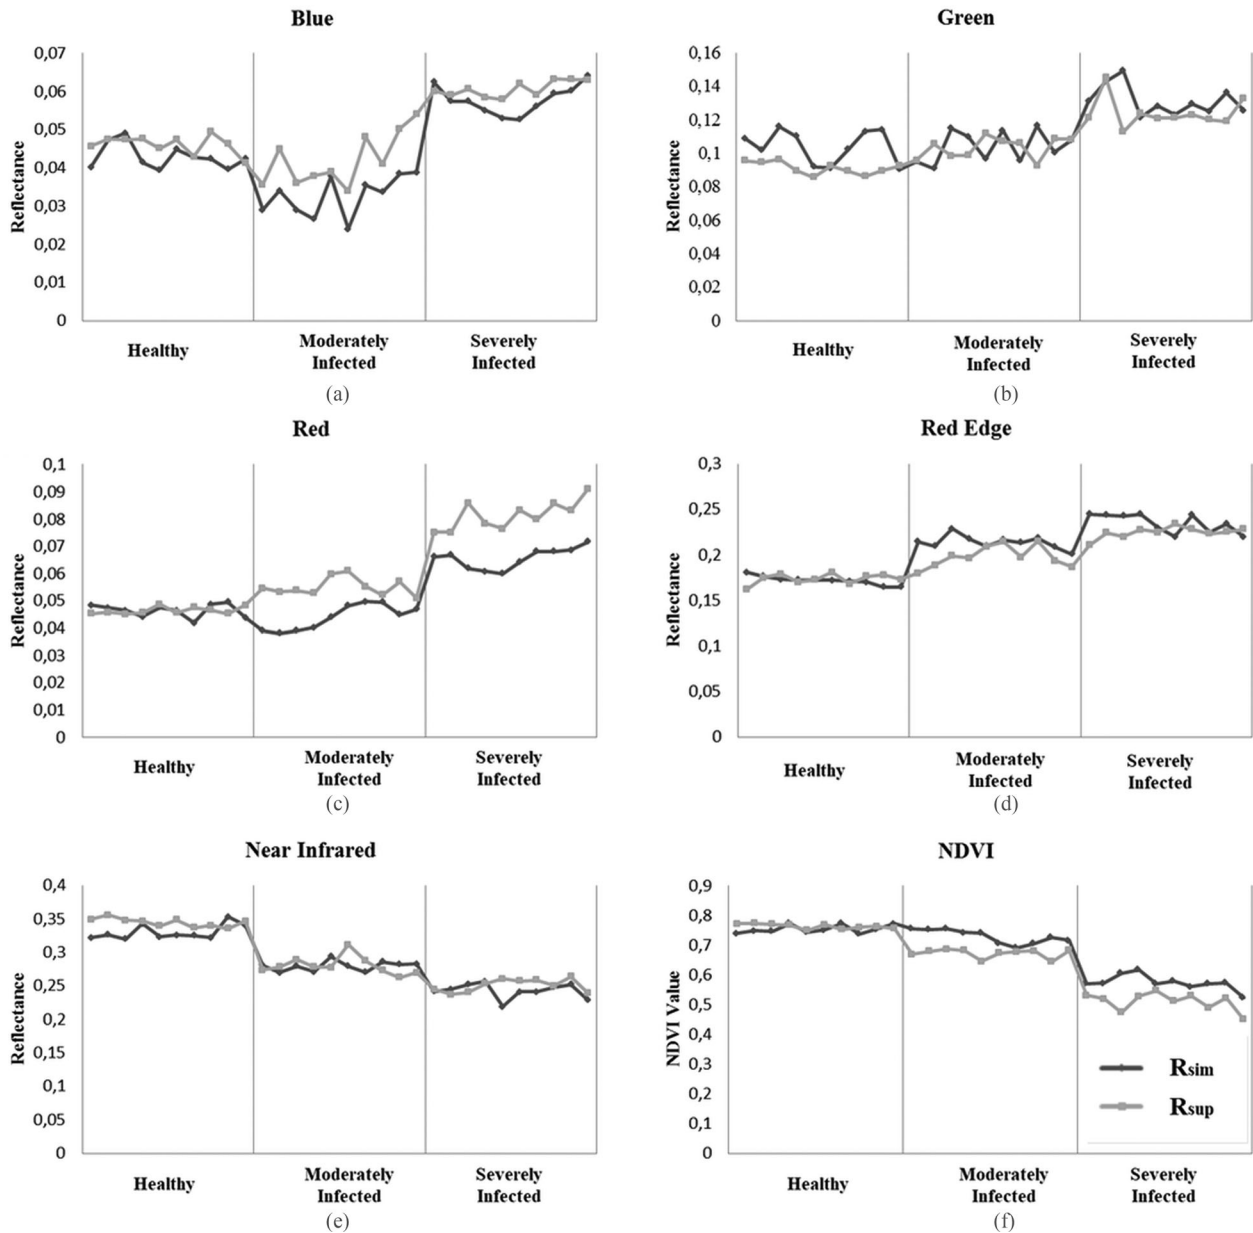 Blue
0,07
0,06
0,05
0,04
0,03
0,02
0,01
0
Reflectance
Healthy
Moderately
Infected
Severely
Infected
(a)
Green
0,16
0,14
0,12
0,1
0,08
0,06
0,04
0,02
0
Reflectance
Healthy
Moderately
Infected
Severely
Infected
(b)
Red
0,1
0,09
0,08
0,07
0,06
0,05
0,04
0,03
0,02
0,01
0
Reflectance
Healthy
Moderately
Infected
Severely
Infected
(c)
Red Edge
0,3
0,25
0,2
0,15
0,1
0,05
0
Reflectance
Healthy
Moderately
Infected
Severely
Infected
(d)
Near Infrared
0,4
0,35
0,3
0,25
0,2
0,15
0,1
0,05
0
Reflectance
Healthy
Moderately
Infected
Severely
Infected
(e)
NDVI
0,9
0,8
0,7
0,6
0,5
0,4
0,3
0,2
0,1
0
NDVI Value
Rsim
Rsup
Healthy
Moderately
Infected
Severely
Infected
(f)